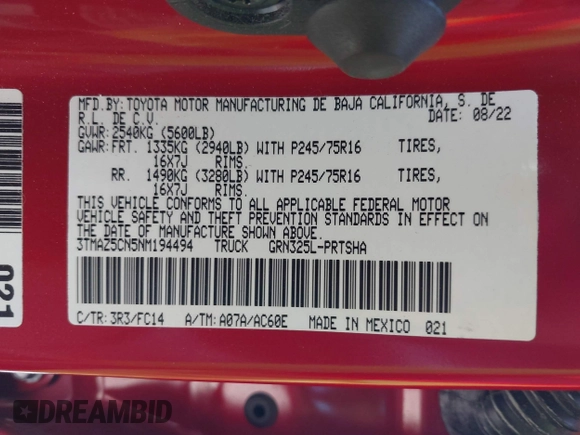 MFD.BY:TOYOTA MOTOR MANUFACTURING DE BAJA CALIFORNIA, S. DE
R.L. DE C.V. DATE: 08/22
GVWR: 2540KG (5600LB)
GAWR:FRT. 1335KG (2940LB) WITH P245/75R16 TIRES,
16X7J RIMS.
RR. 1490KG (3280LB) WITH P245/75R16 TIRES,
16X7J RIMS.
THIS VEHICLE CONFORMS TO ALL APPLICABLE FEDERAL MOTOR
VEHICLE SAFETY AND THEFT PREVENTION STANDARDS IN EFFECT ON
THE DATE OF MANUFACTURE SHOWN ABOVE.
3TMAZ5CN5NM194494 TRUCK GRN325L-PRTSHA
C/TR: 3R3/FC14 A/TM: A07A/AC60E MADE IN MEXICO 021
021
DREAMBID